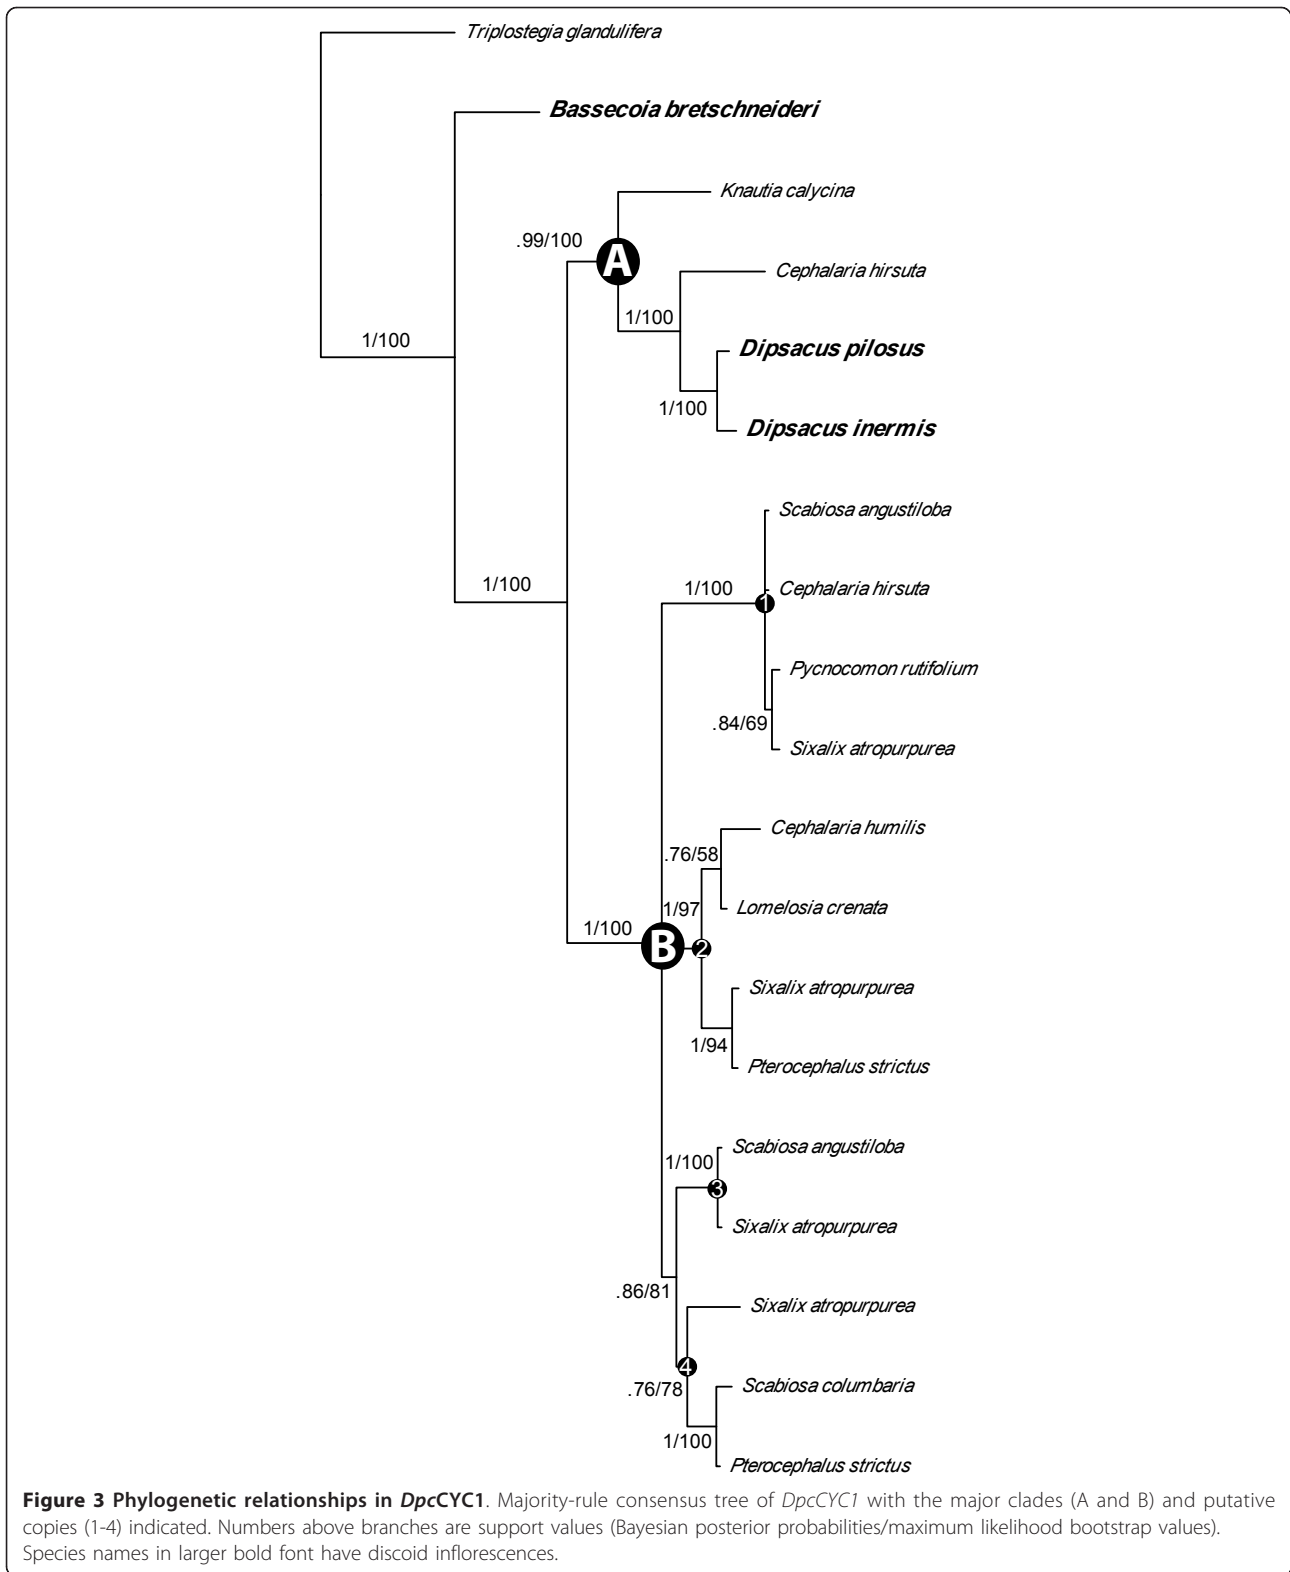 Triplostegia glandulifera
Bassecoia bretschneideri
Knautia calycina
.99/100
A
Cephalaria hirsuta
1/100
1/100
Dipsacus pilosus
1/100
Dipsacus inermis
Scabiosa angustiloba
1/100
1/100
Cephalaria hirsuta
1
Pycnocomon rutifolium
.84/69
Sixalix atropurpurea
Cephalaria humilis
.76/58
1/97
Lomelosia crenata
1/100
B
2
Sixalix atropurpurea
1/94
Pterocephalus strictus
Scabiosa angustiloba
1/100
3
Sixalix atropurpurea
.86/81
Sixalix atropurpurea
4
.76/78
Scabiosa columbaria
1/100
Pterocephalus strictus
Figure 3 Phylogenetic relationships in DpcCYC1. Majority-rule consensus tree of DpcCYC1 with the major clades (A and B) and putative
copies (1-4) indicated. Numbers above branches are support values (Bayesian posterior probabilities/maximum likelihood bootstrap values).
Species names in larger bold font have discoid inflorescences.